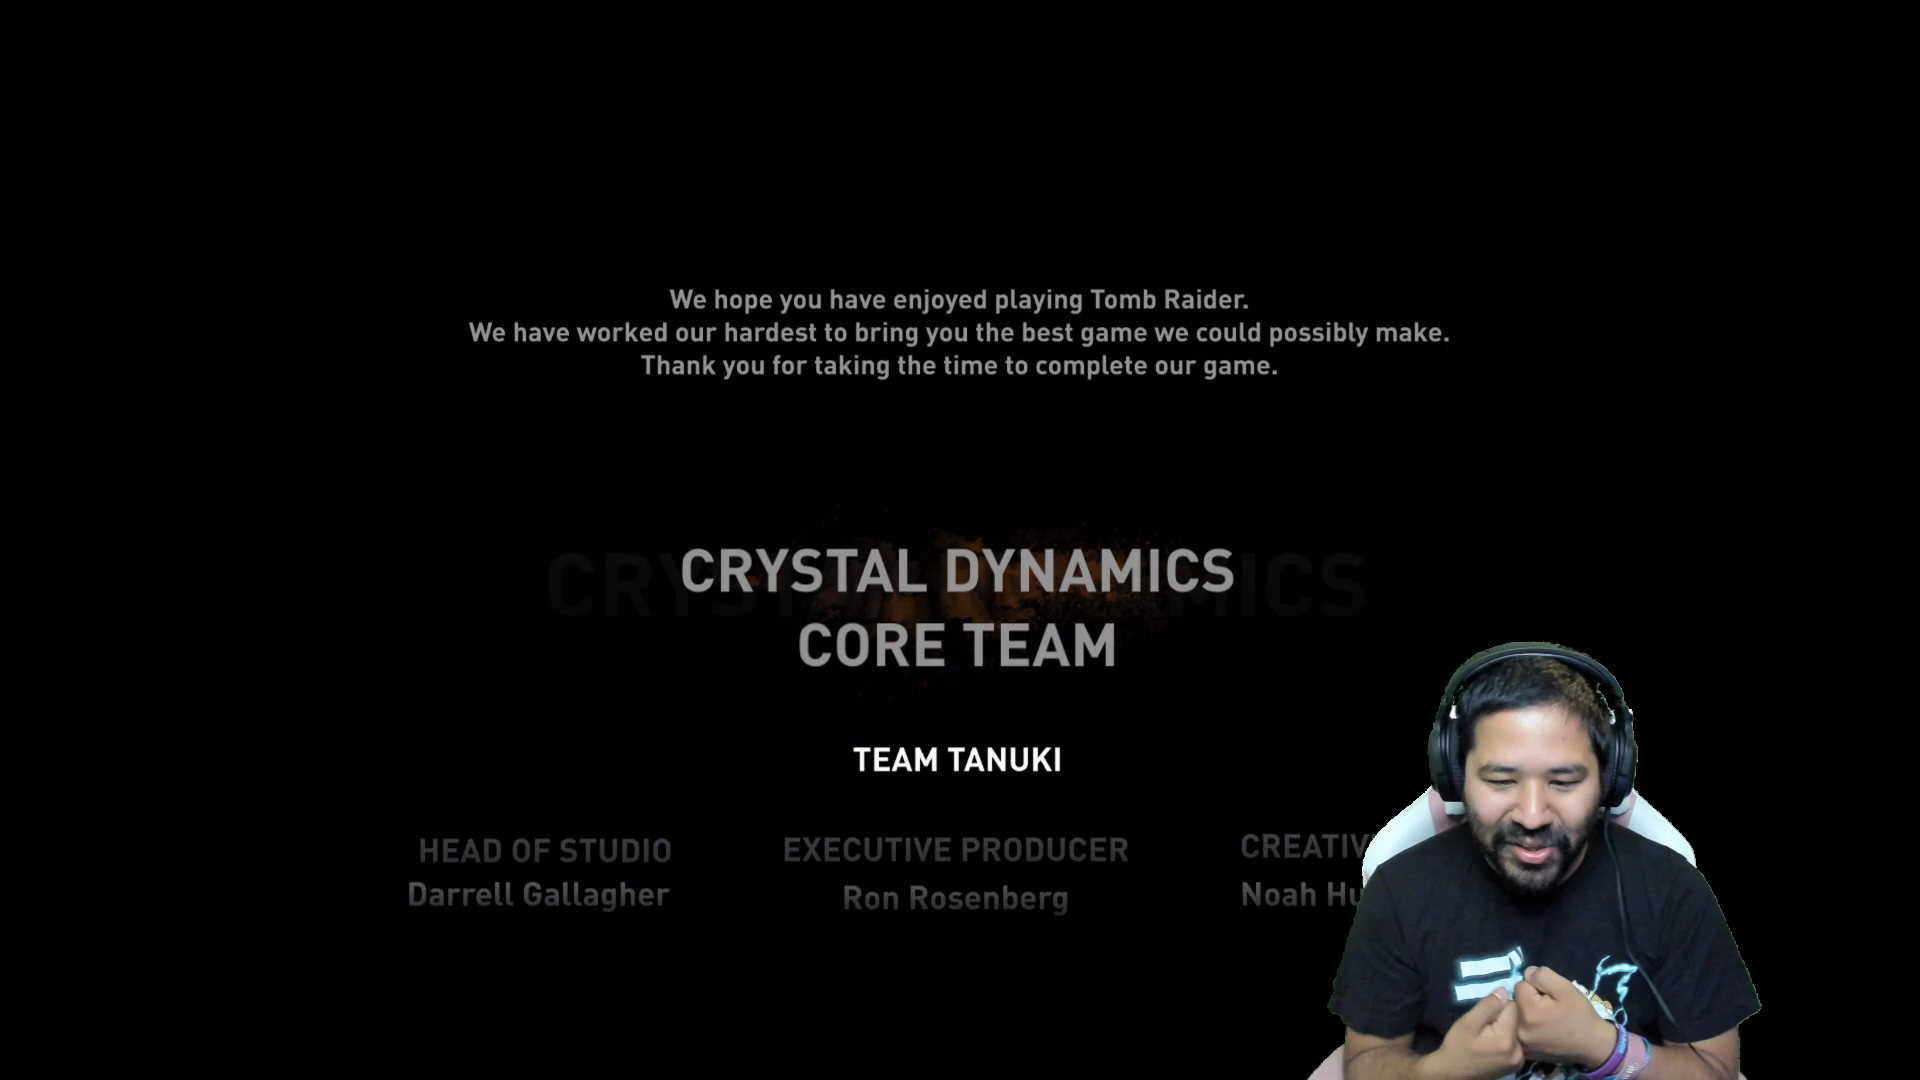 We hope you have enjoyed playing Tomb Raider.
We have worked our hardest to bring you the best game we could possibly make.
Thank you for taking the time to complete our game.
CRYSTAL DYNAMICS
CORE TEAM
TEAM TANUKI
HEAD OF STUDIO EXECUTIVE PRODUCER
Darrell Gallagher Ron Rosenberg Noah